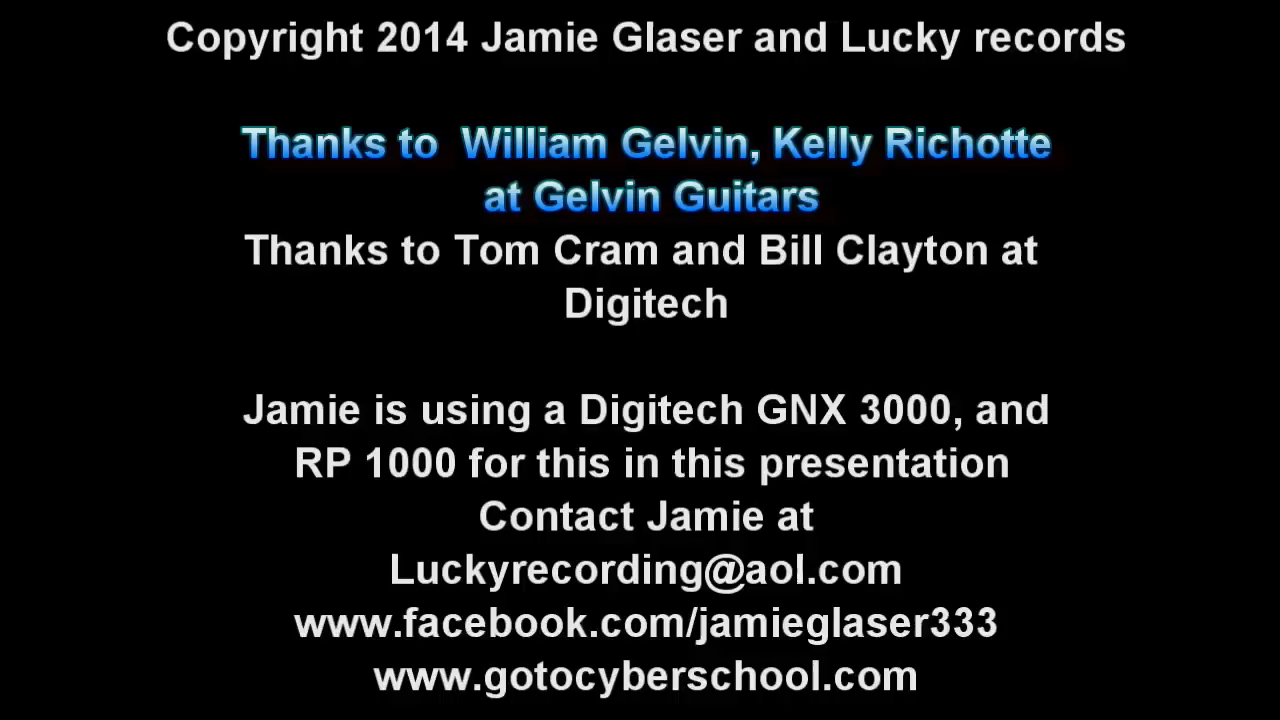 Copyright 2014 Jamie Glaser and Lucky records
Thanks to  William Gelvin, Kelly Richotte
at Gelvin Guitars
Thanks to Tom Cram and Bill Clayton at
Digitech
Jamie is using a Digitech GNX 3000, and
RP 1000 for this in this presentation
Contact Jamie at
Luckyrecording@aol.com
www.facebook.com/jamieglaser333
www.gotocyberschool.com